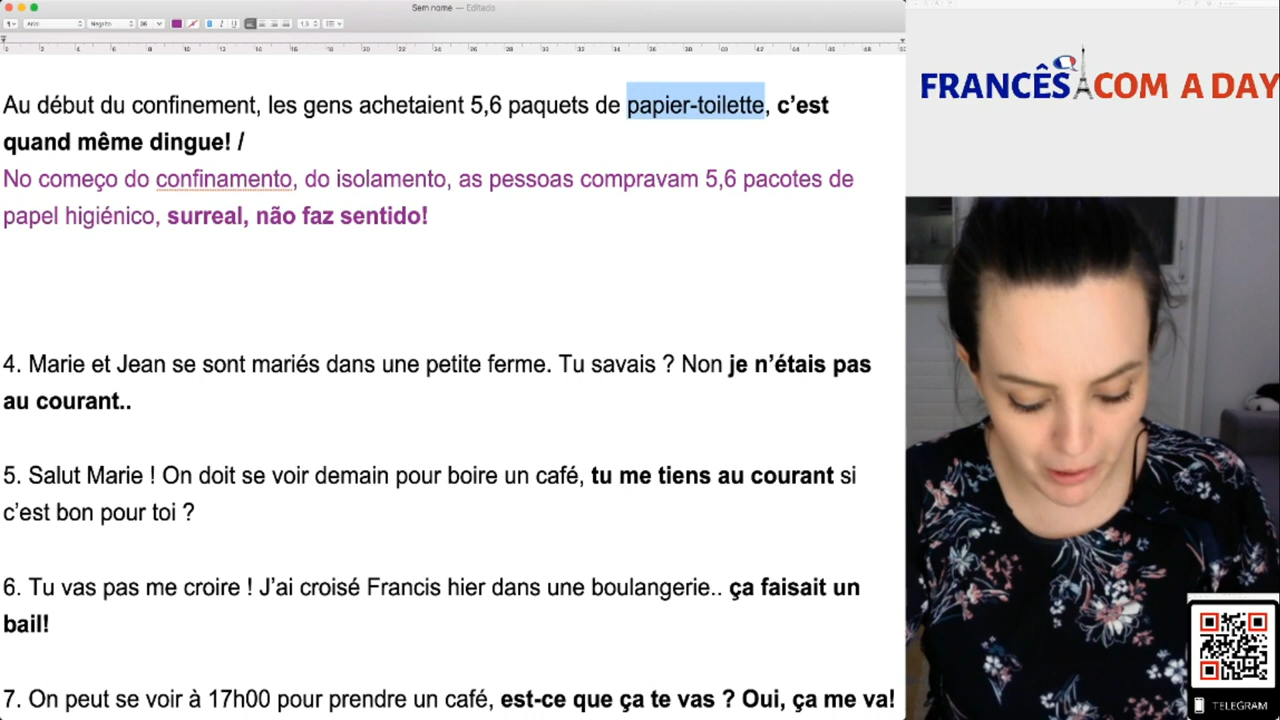 Sem nome — Editado
Au début du confinement, les gens achetaient 5,6 paquets de papier-toilette, c’est
quand même dingue! /
No começo do confinamento, do isolamento, as pessoas compravam 5,6 pacotes de
papel higiénico, surreal, não faz sentido!
4. Marie et Jean se sont mariés dans une petite ferme. Tu savais ? Non je n’étais pas
au courant..
5. Salut Marie ! On doit se voir demain pour boire un café, tu me tiens au courant si
c’est bon pour toi ?
6. Tu vas pas me croire ! J’ai croisé Francis hier dans une boulangerie.. ça faisait un
bail!
7. On peut se voir à 17h00 pour prendre un café, est-ce que ça te vas ? Oui, ça me va!
FRANCÊS COM A DAY
TELEGRAM